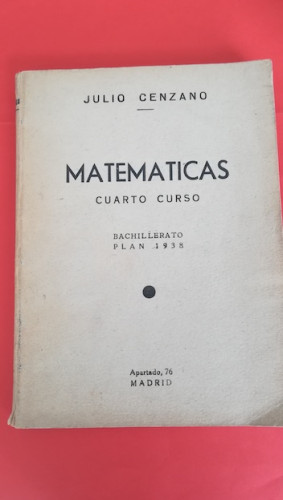 JULIO CENZANO
MATEMATICAS
CUARTO CURSO
BACHILLERATO
PLAN 1938
Apartado, 76
MADRID